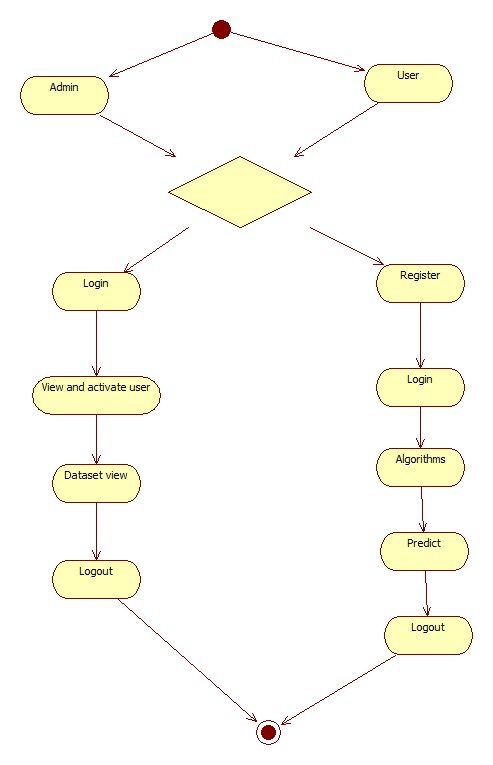 Admin
User
Login
Register
View and activate user
Login
Dataset view
Algorithms
Predict
Logout
Logout